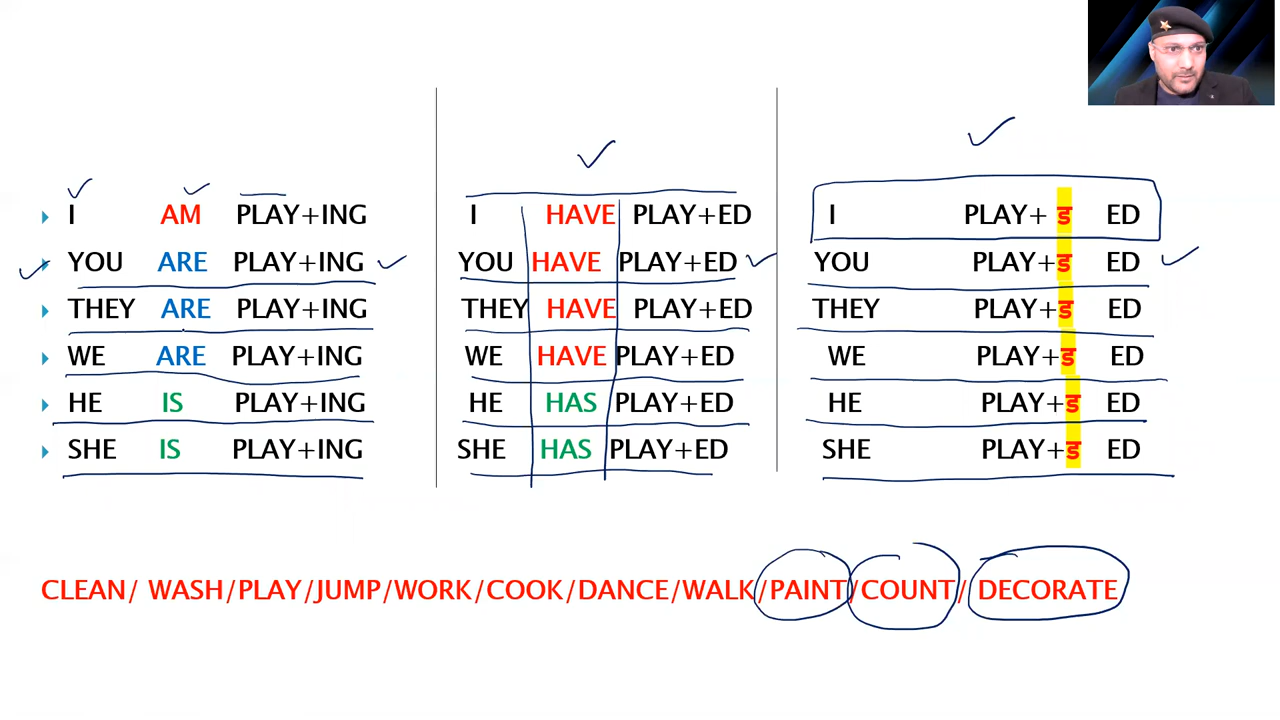 I AM PLAY+ING
YOU ARE PLAY+ING
THEY ARE PLAY+ING
WE ARE PLAY+ING
HE IS PLAY+ING
SHE IS PLAY+ING
I HAVE PLAY+ED
YOU HAVE PLAY+ED
THEY HAVE PLAY+ED
WE HAVE PLAY+ED
HE HAS PLAY+ED
SHE HAS PLAY+ED
I PLAY+ ड ED
YOU PLAY+ड ED
THEY PLAY+ड ED
WE PLAY+ड ED
HE PLAY+ड ED
SHE PLAY+ड ED
CLEAN/ WASH/PLAY/JUMP/WORK/COOK/DANCE/WALK/PAINT/COUNT/ DECORATE